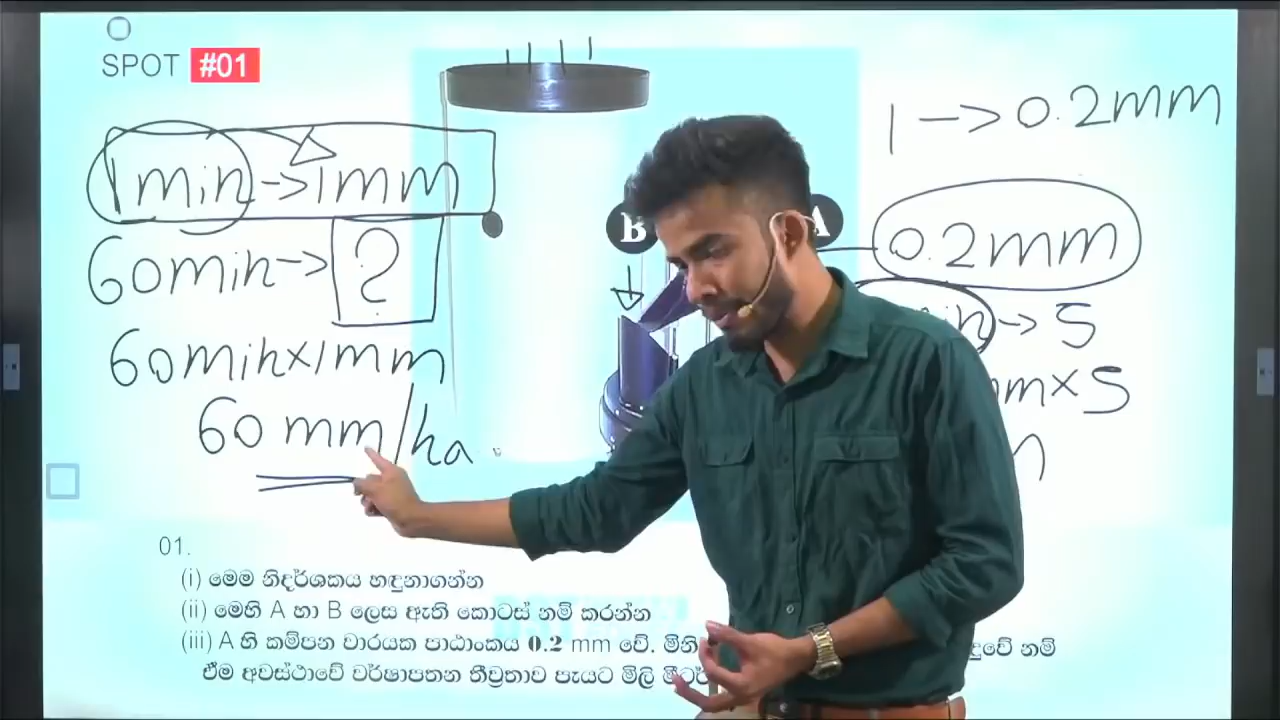 SPOT #01
1 -> 0.2mm
1min -> 1mm
B
A
0.2mm
60min -> ?
-> 5
60min×1mm
×5
60 mm/ha
01.
(i) මෙම නිදර්ශකය හඳුනාගන්න
(ii) මෙහි A හා B ලෙස ඇති කොටස් නම් කරන්න
(iii) A හි කම්පන වාරයක පාඨාංකය 0.2 mm වේ. නම්
ඒම අවස්ථාවේ වර්ෂාපතන තීව්‍රතාව පැයට මිලි